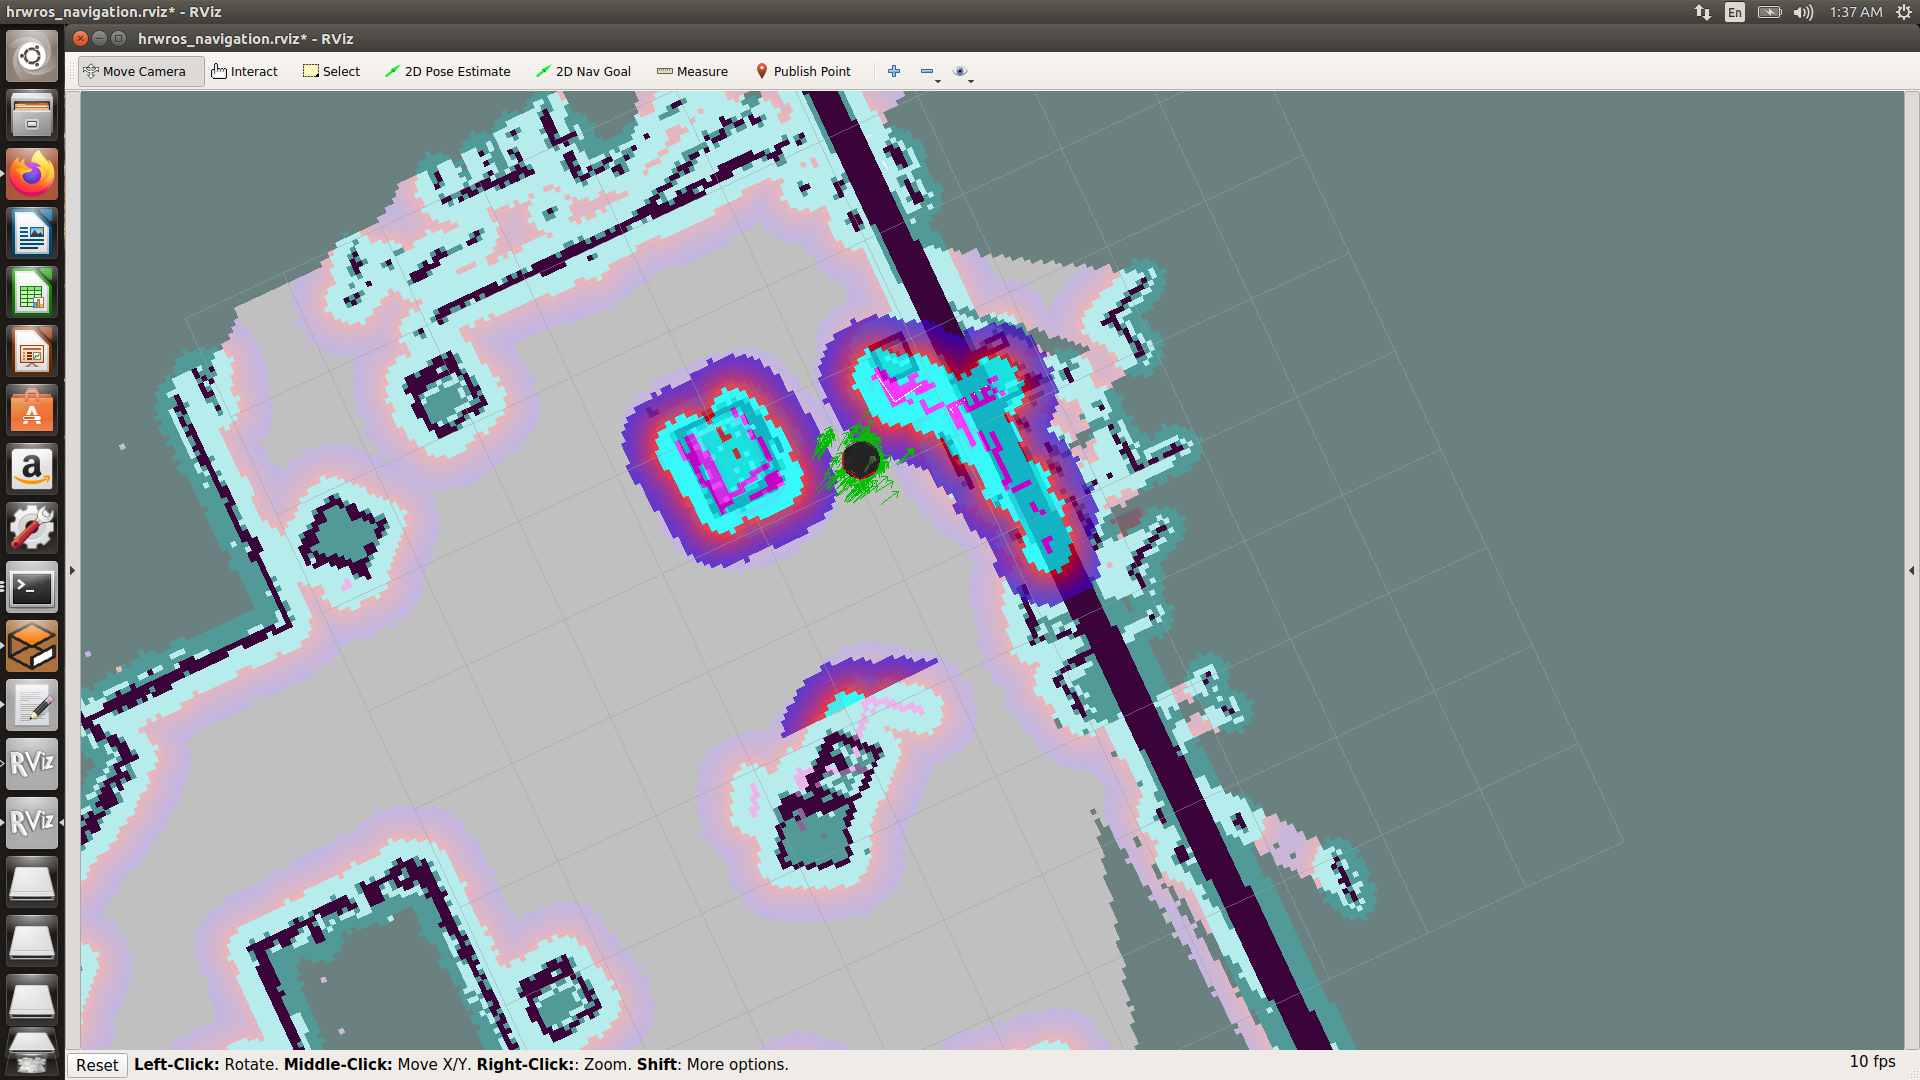 hrwros_navigation.rviz* - RViz
En
1:37 AM
hrwros_navigation.rviz* - RViz
Move Camera
Interact
Select
2D Pose Estimate
2D Nav Goal
Measure
Publish Point
RViz
RViz
Reset
Left-Click: Rotate. Middle-Click: Move X/Y. Right-Click:: Zoom. Shift: More options.
10 fps